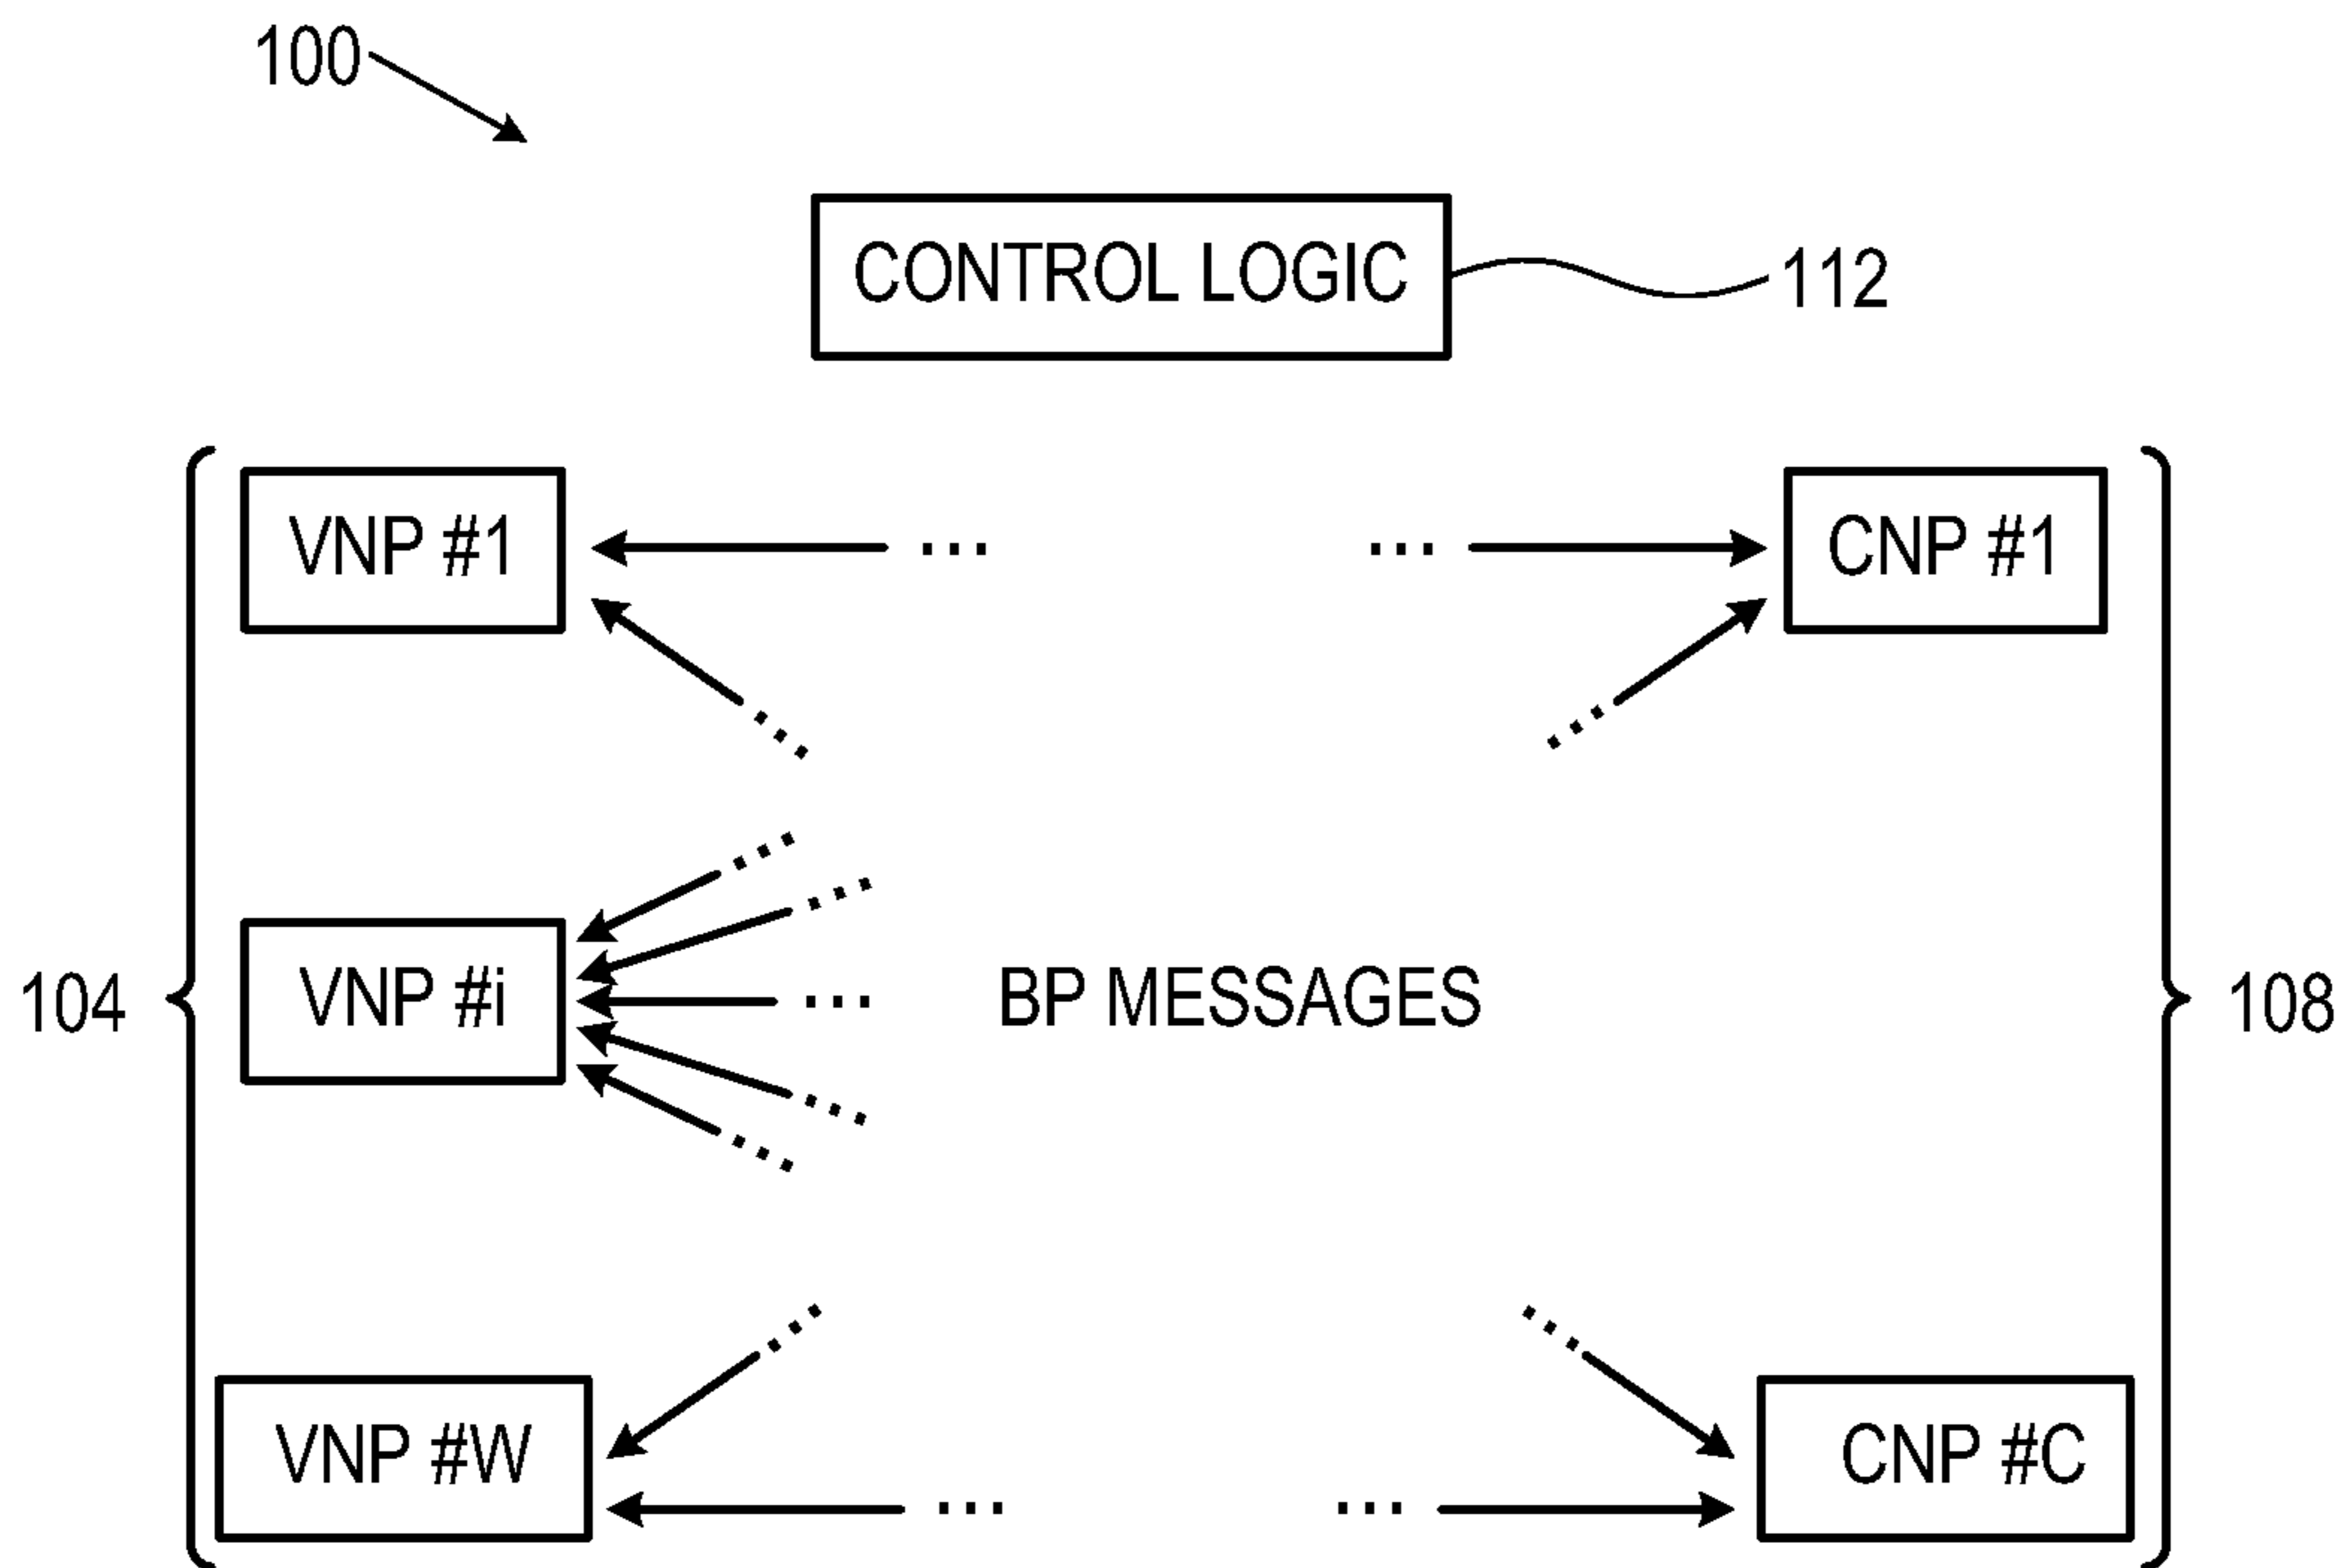 100
CONTROL LOGIC
112
VNP #1
...
...
CNP #1
104
VNP #i
...
BP MESSAGES
108
VNP #W
...
...
CNP #C